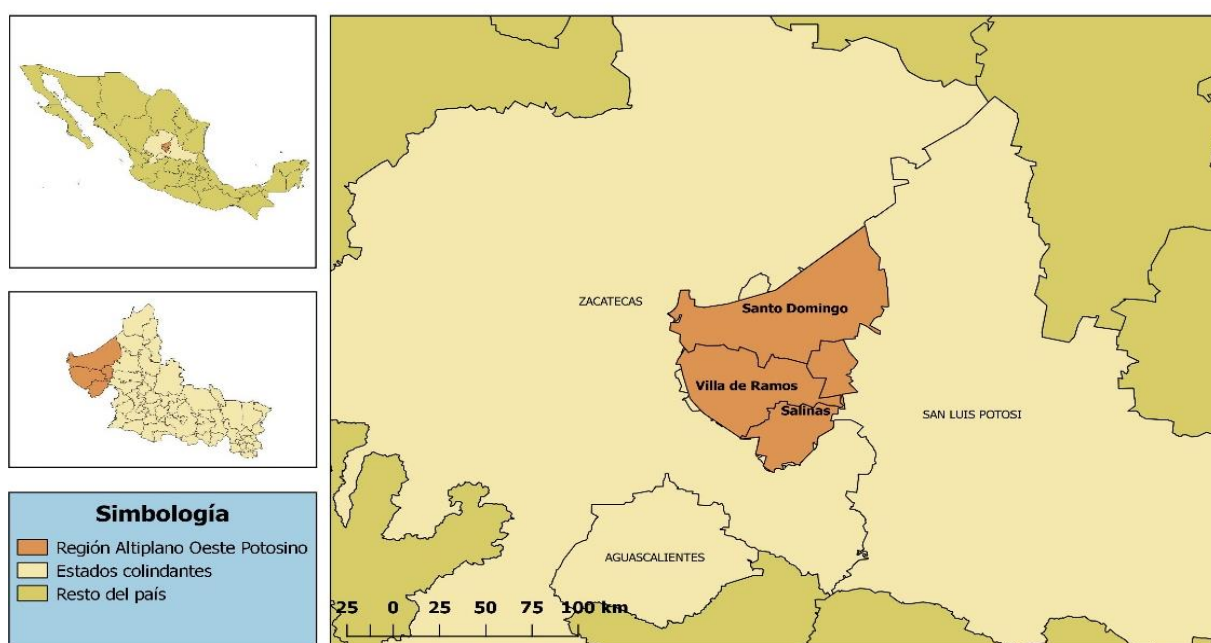 Simbología
Región Altiplano Oeste Potosino
Estados colindantes
Resto del país
ZACATECAS
Santo Domingo
Villa de Ramos
Salinas
SAN LUIS POTOSI
AGUASCALIENTES
25 0 25 50 75 100 km